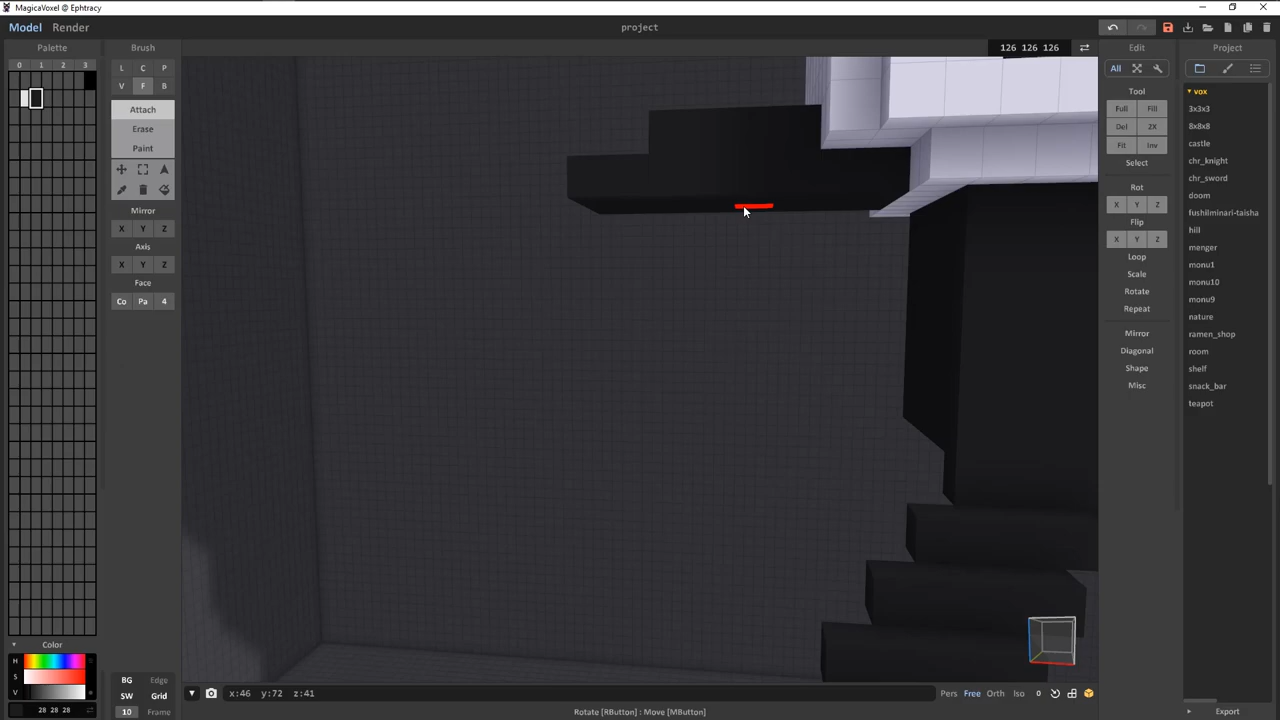 MagicaVoxel @ Ephtracy
Model Render project
Palette Brush 126 126 126 Edit Project
0 1 2 3
L C P
V F B
All
Attach
Erase
Paint
Tool
Full Fill
Del 2X
Fit Inv
Select
Mirror
X Y Z
Axis
X Y Z
Face
Co Pa 4
Rot
X Y Z
Flip
X Y Z
Loop
Scale
Rotate
Repeat
Mirror
Diagonal
Shape
Misc
vox
3x3x3
8x8x8
castle
chr_knight
chr_sword
doom
fushilminari-taisha
hill
menger
monu1
monu10
monu9
nature
ramen_shop
room
shelf
snack_bar
teapot
Color
H
S
V
28 28 28
BG Edge
SW Grid
10 Frame
x:46 y:72 z:41
Pers Free Orth Iso 0
Export
Rotate [RButton] : Move [MButton]